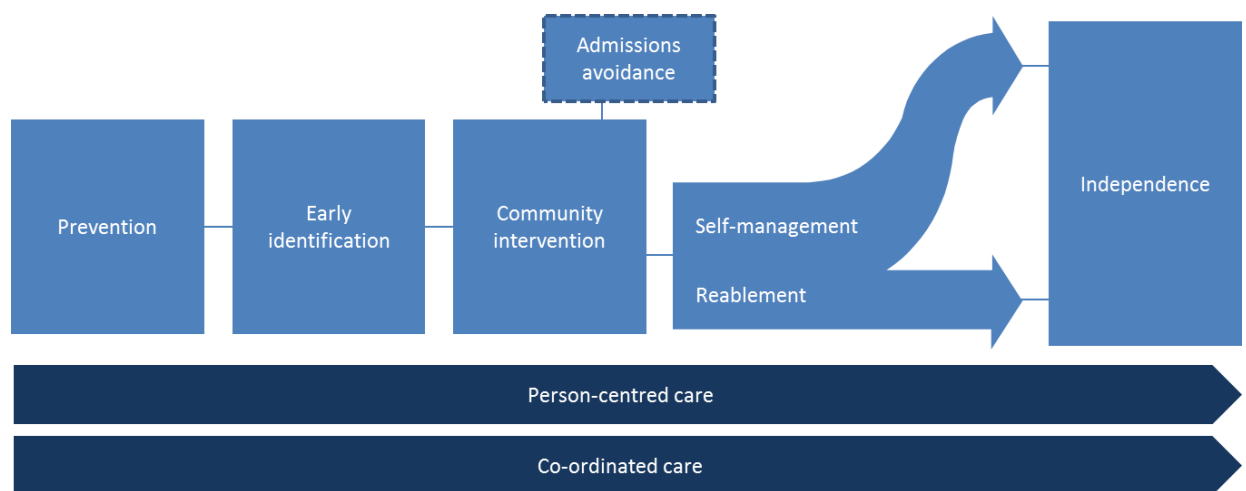 Admissions
avoidance
Prevention
Early
identification
Community
intervention
Self-management
Reablement
Independence
Person-centred care
Co-ordinated care